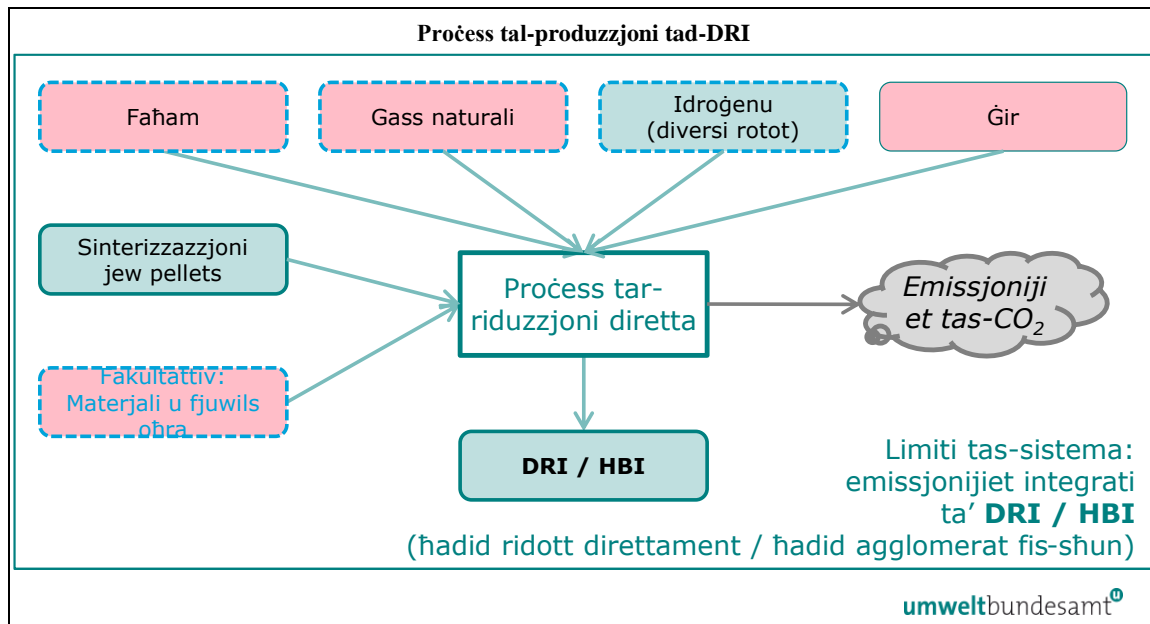 Proċess tal-produzzjoni tad-DRI
Faħam
Gass naturali
Idroġenu
(diversi rotot)
Ġir
Sinterizzazzjoni
jew pellets
Proċess tar-
riduzzjoni diretta
Emissjoniji
et tas-CO₂
Fakultattiv:
Materjali u fjuwils
oħra
DRI / HBI
Limiti tas-sistema:
emissjonijiet integrati
ta’ DRI / HBI
(ħadid ridott direttament / ħadid agglomerat fis-sħun)
umweltbundesamtᵘ